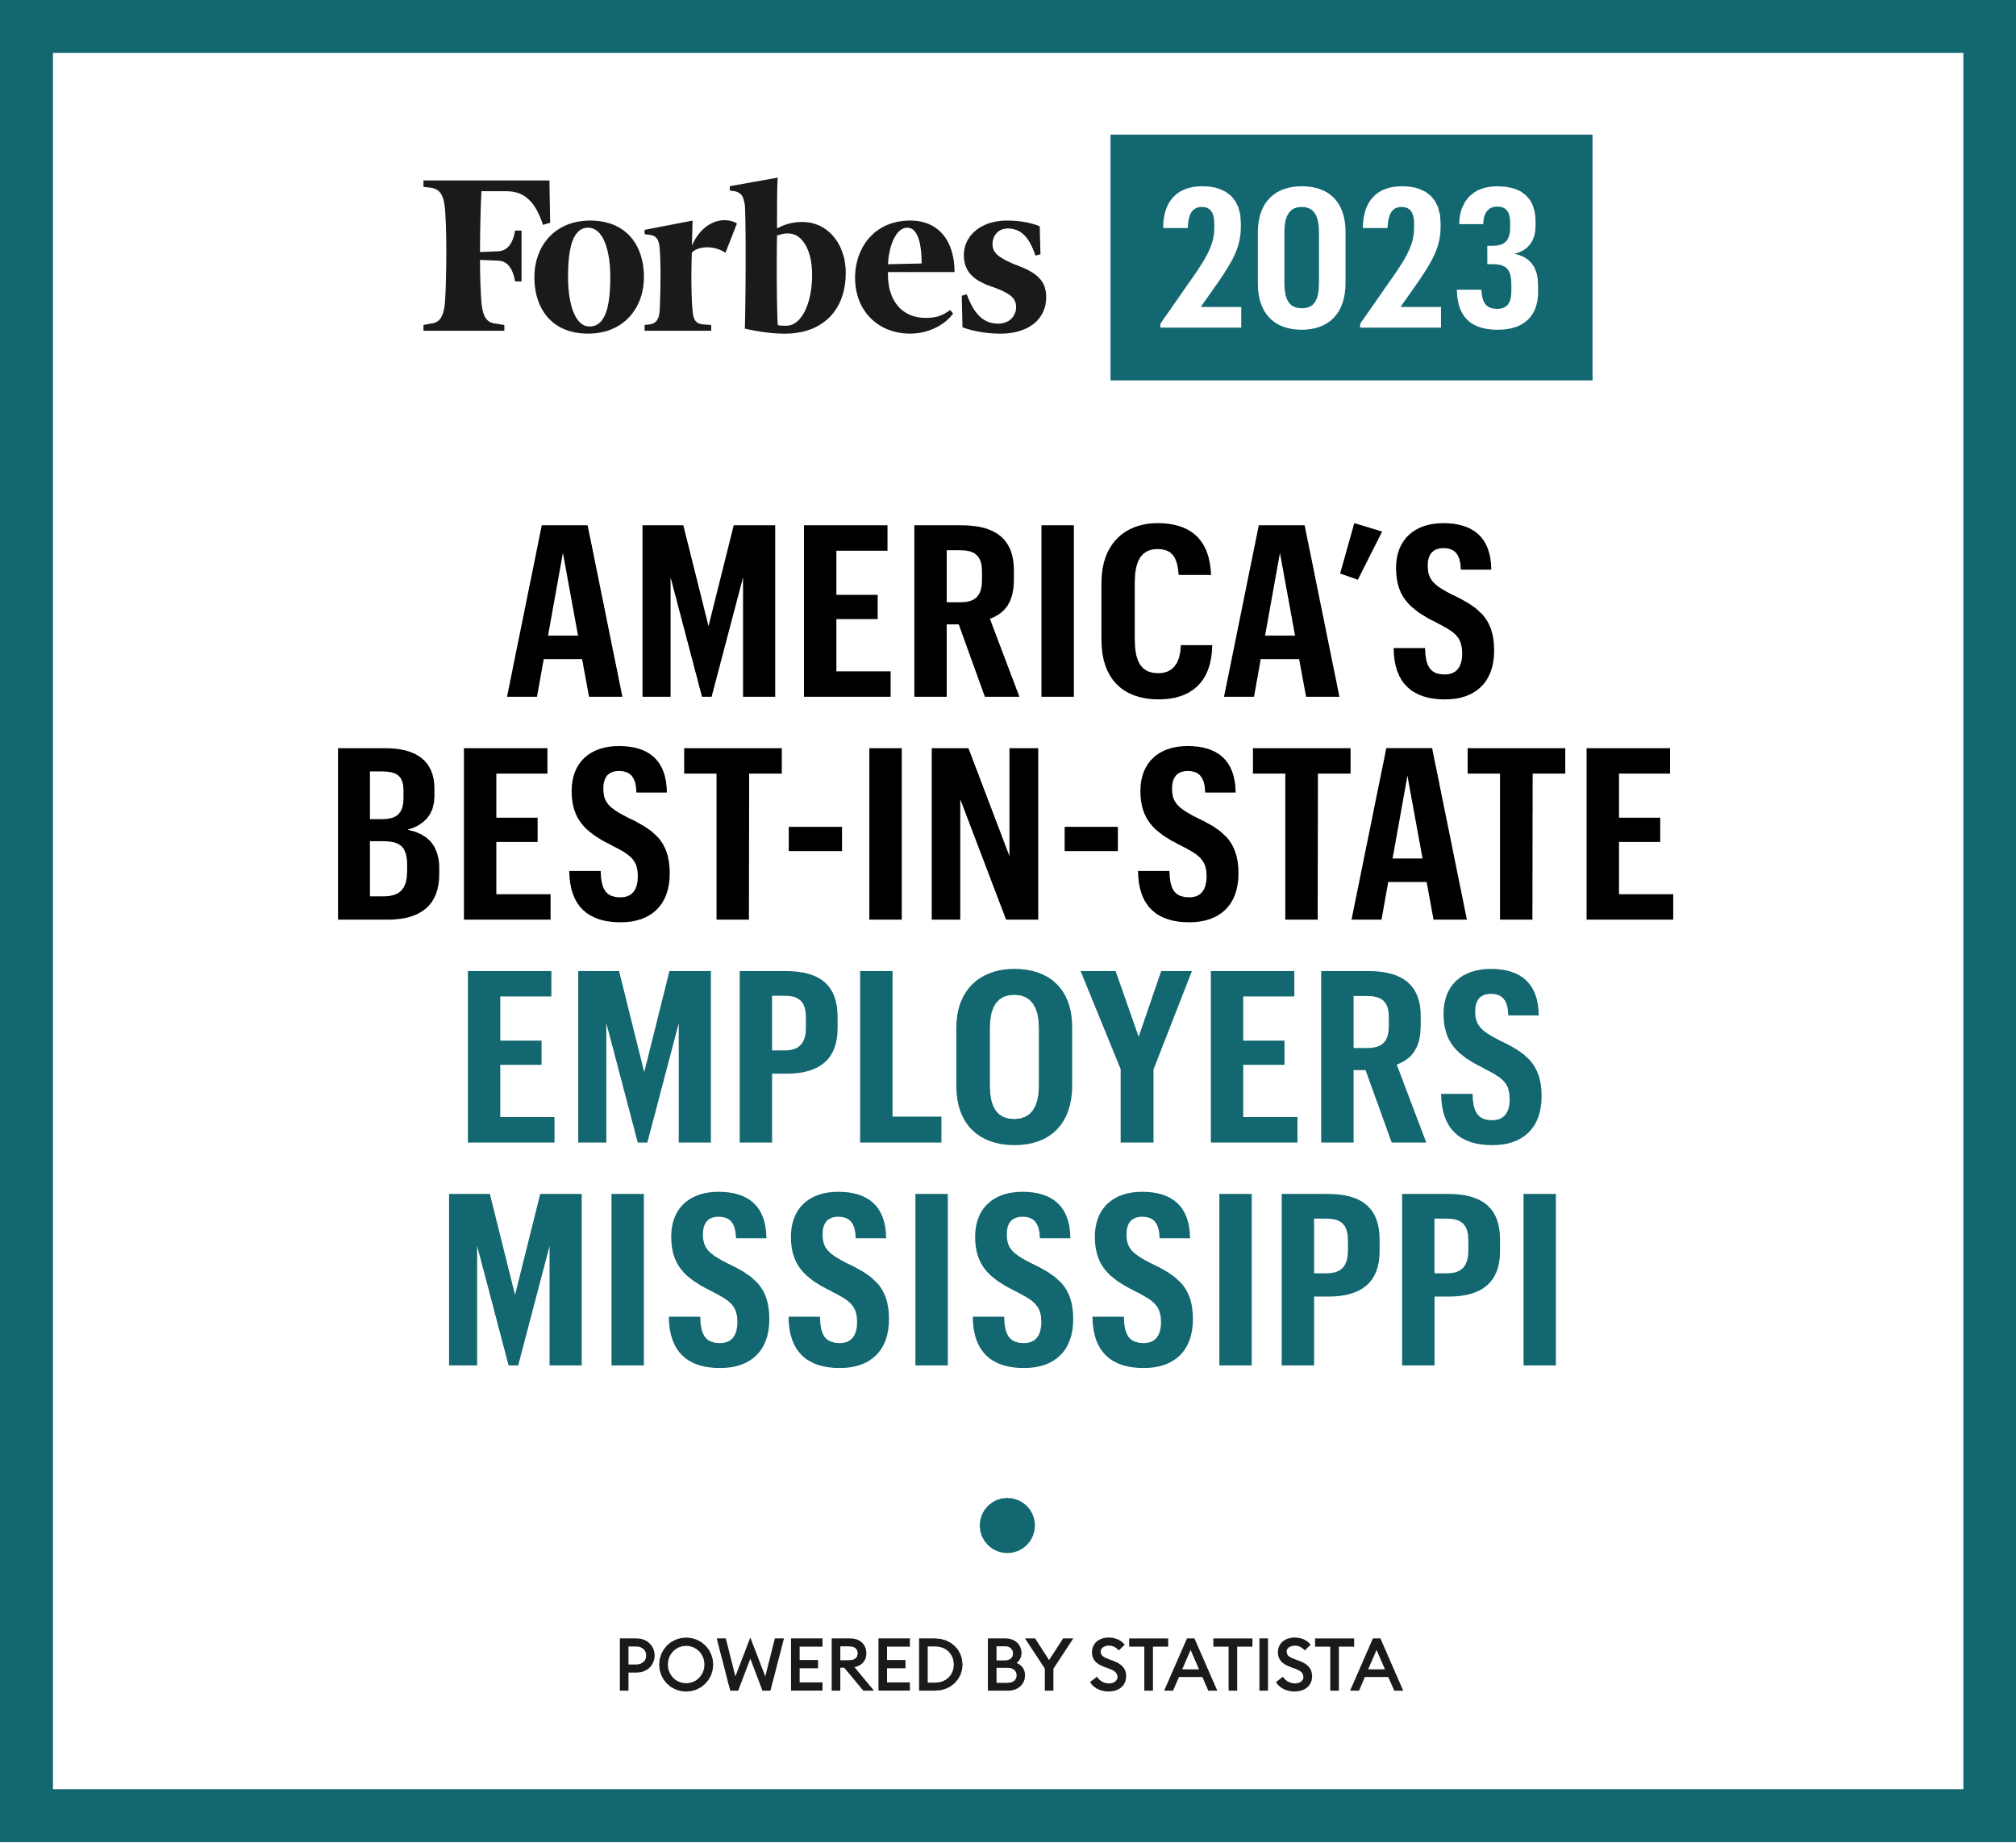 Forbes 2023
AMERICA'S
BEST-IN-STATE
EMPLOYERS
MISSISSIPPI
POWERED BY STATISTA